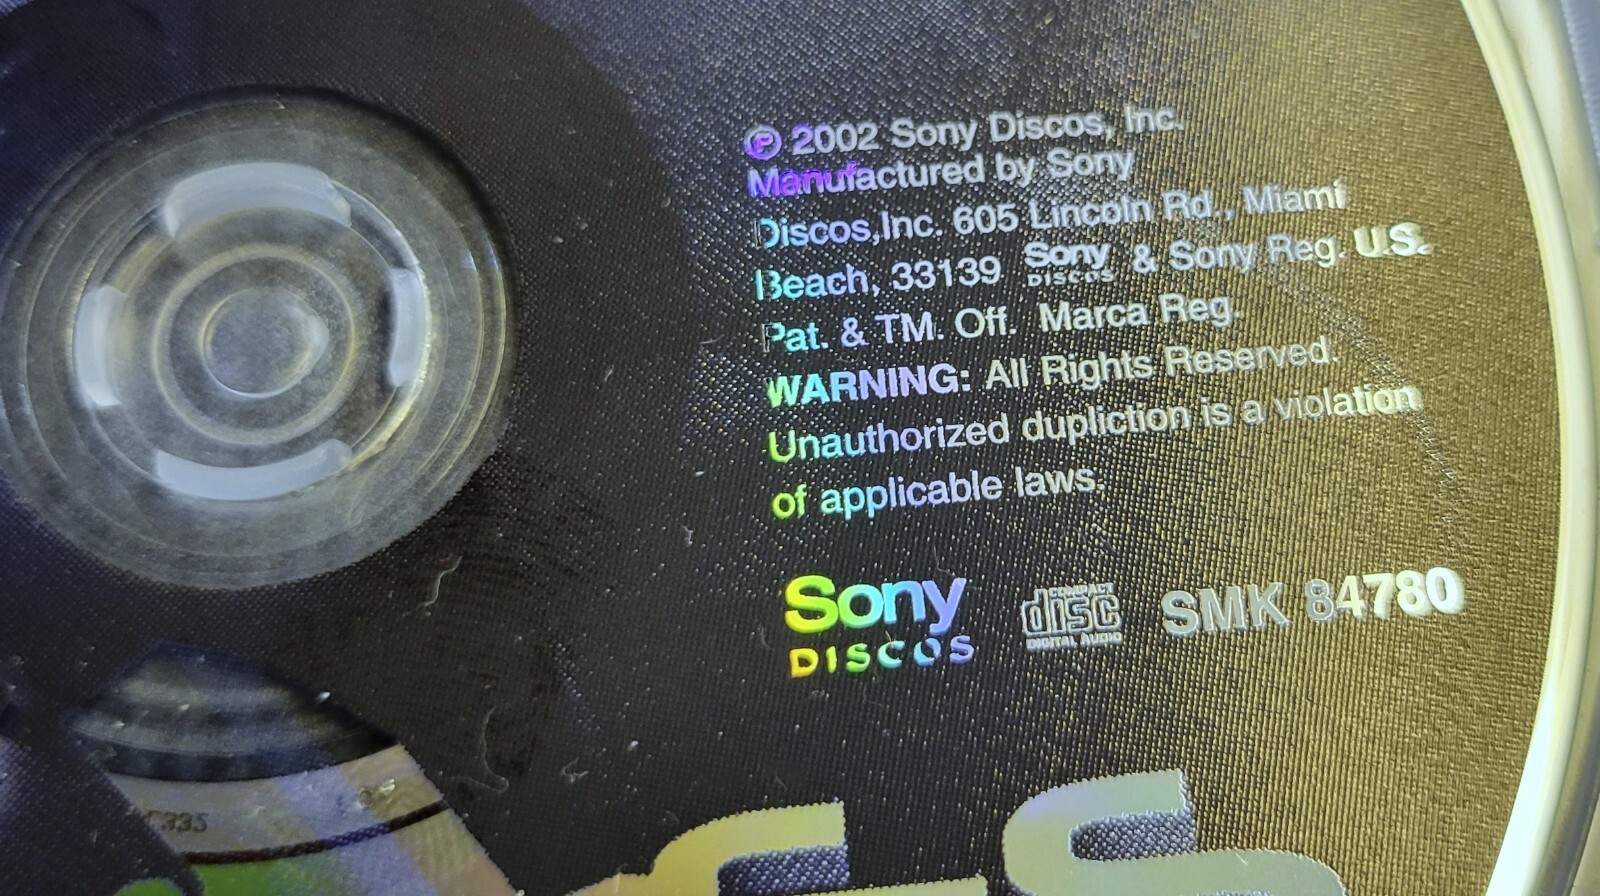 ℗ 2002 Sony Discos, Inc.
Manufactured by Sony
Discos,Inc. 605 Lincoln Rd., Miami
Beach, 33139 Sony DISCOS & Sony Reg. U.S.
Pat. & TM. Off. Marca Reg.
WARNING: All Rights Reserved.
Unauthorized dupliction is a violation
of applicable laws.
Sony DISCOS COMPACT disc DIGITAL AUDIO SMK 84780